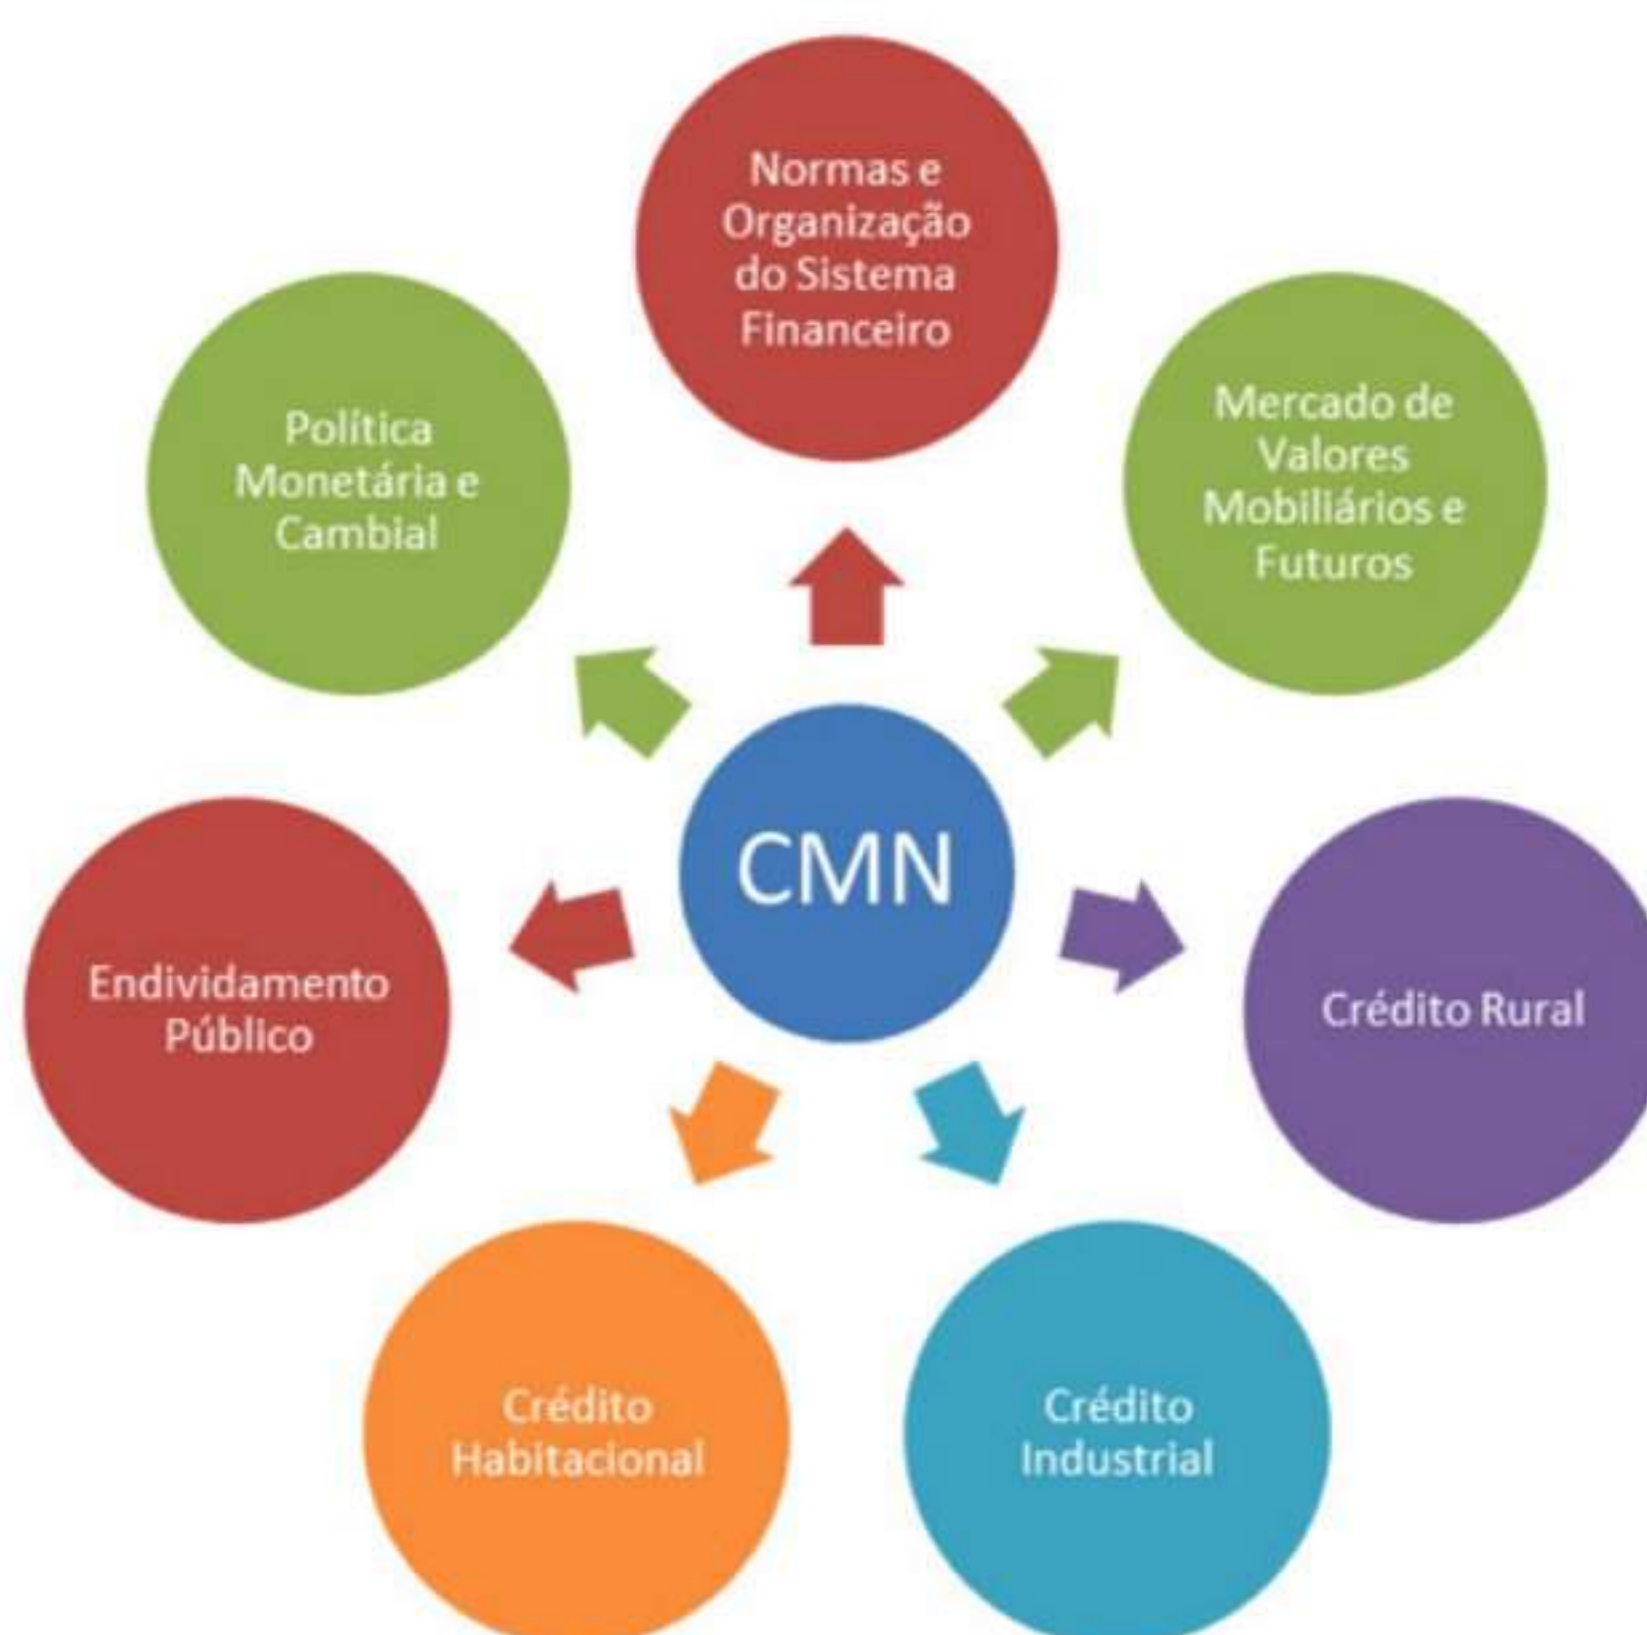 Normas e
Organização
do Sistema
Financeiro
Política
Monetária e
Cambial
Mercado de
Valores
Mobiliários e
Futuros
CMN
Endividamento
Público
Crédito Rural
Crédito
Habitacional
Crédito
Industrial